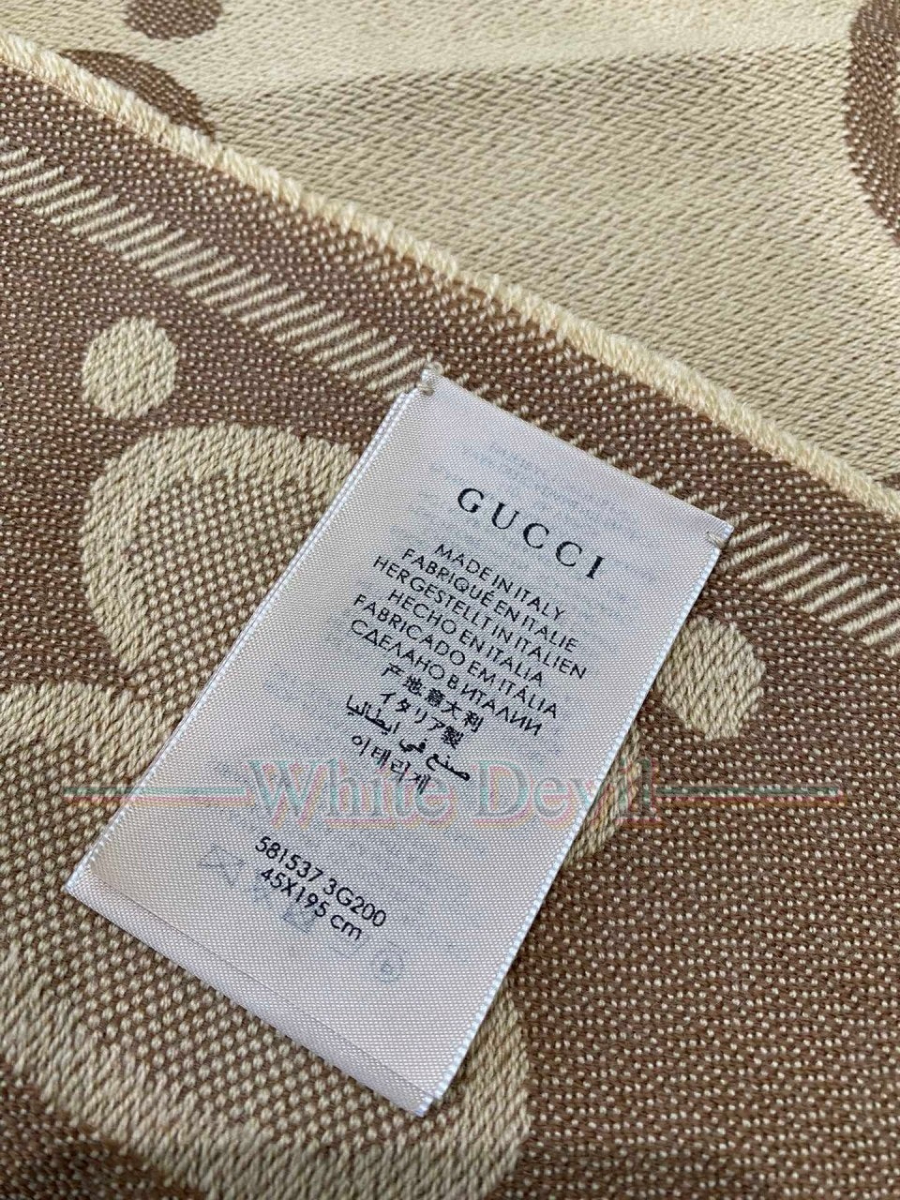 GUCCI
MADE IN ITALY
FABRIQUÉ EN ITALIE
HERGESTELLT IN ITALIEN
HECHO EN ITALIA
FABRICADO EM ITÁLIA
СДЕЛАНО В ИТАЛИИ
产地意大利
イタリア製
صنع في ايطاليا
이태리제
White Devil
581537 3G200
45X195 cm